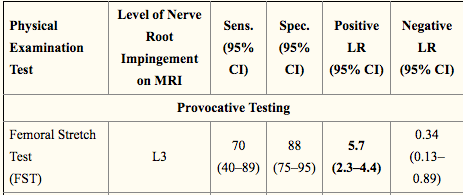 Physical
Examination
Test
Level of Nerve
Root
Impingement
on MRI
Sens.
(95%
CI)
Spec.
(95%
CI)
Positive
LR
(95% CI)
Negative
LR
(95% CI)
Provocative Testing
Femoral Stretch
Test
(FST)
L3
70
(40–89)
88
(75–95)
5.7
(2.3–4.4)
0.34
(0.13–
0.89)